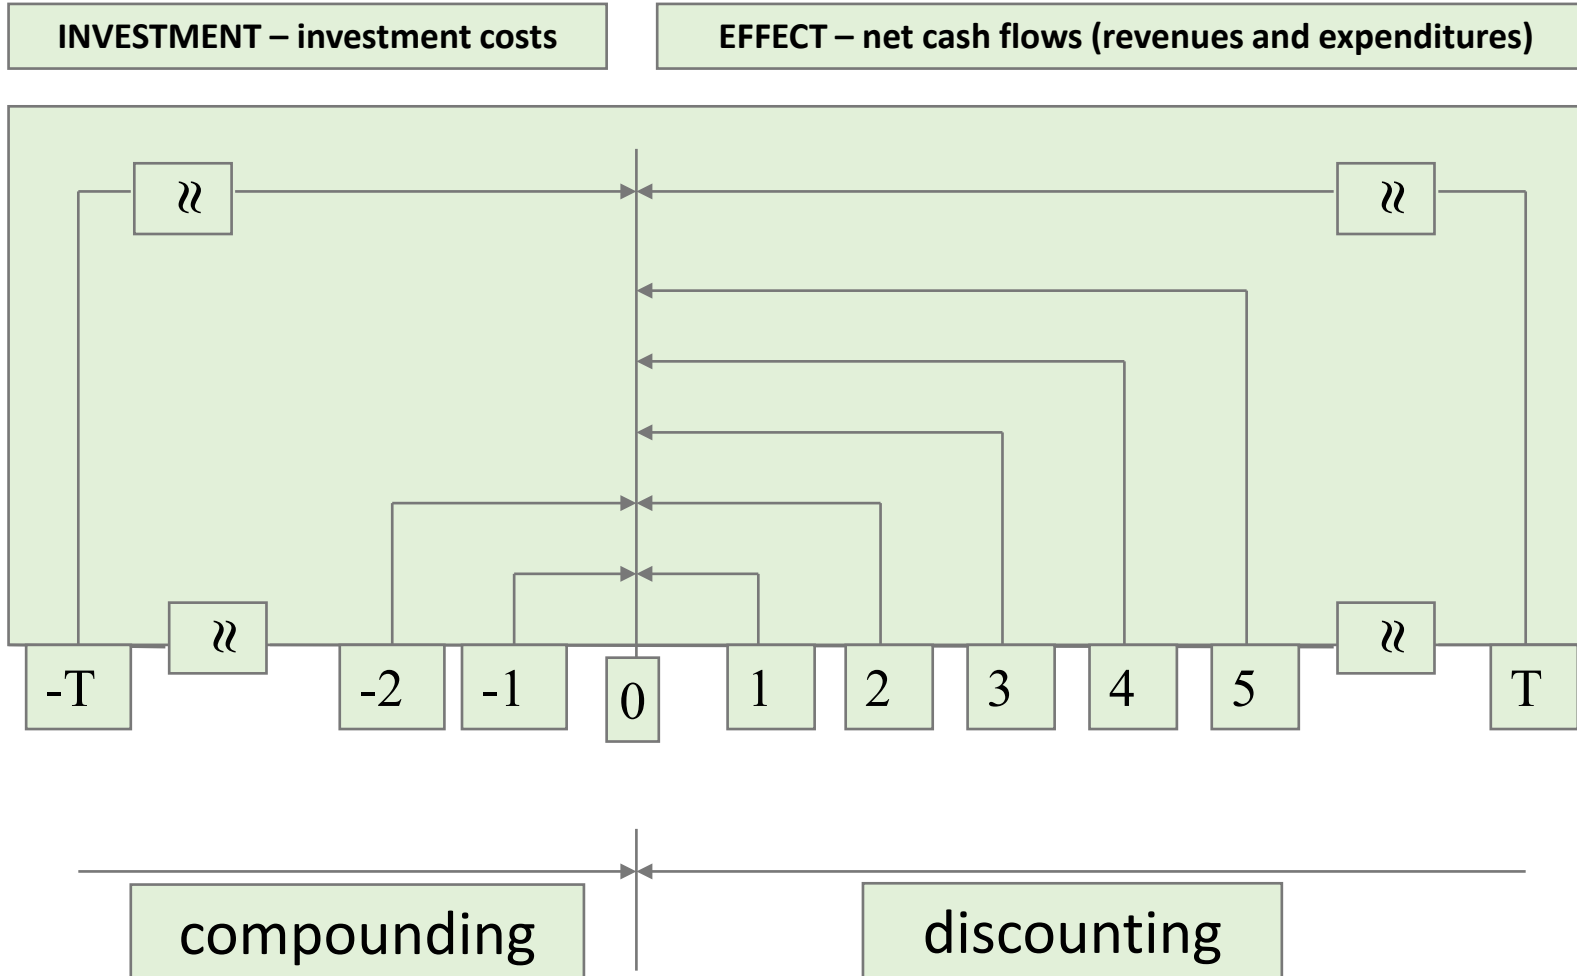 INVESTMENT – investment costs
EFFECT – net cash flows (revenues and expenditures)
≈
≈
≈
≈
-T
-2
-1
0
1
2
3
4
5
T
compounding
discounting